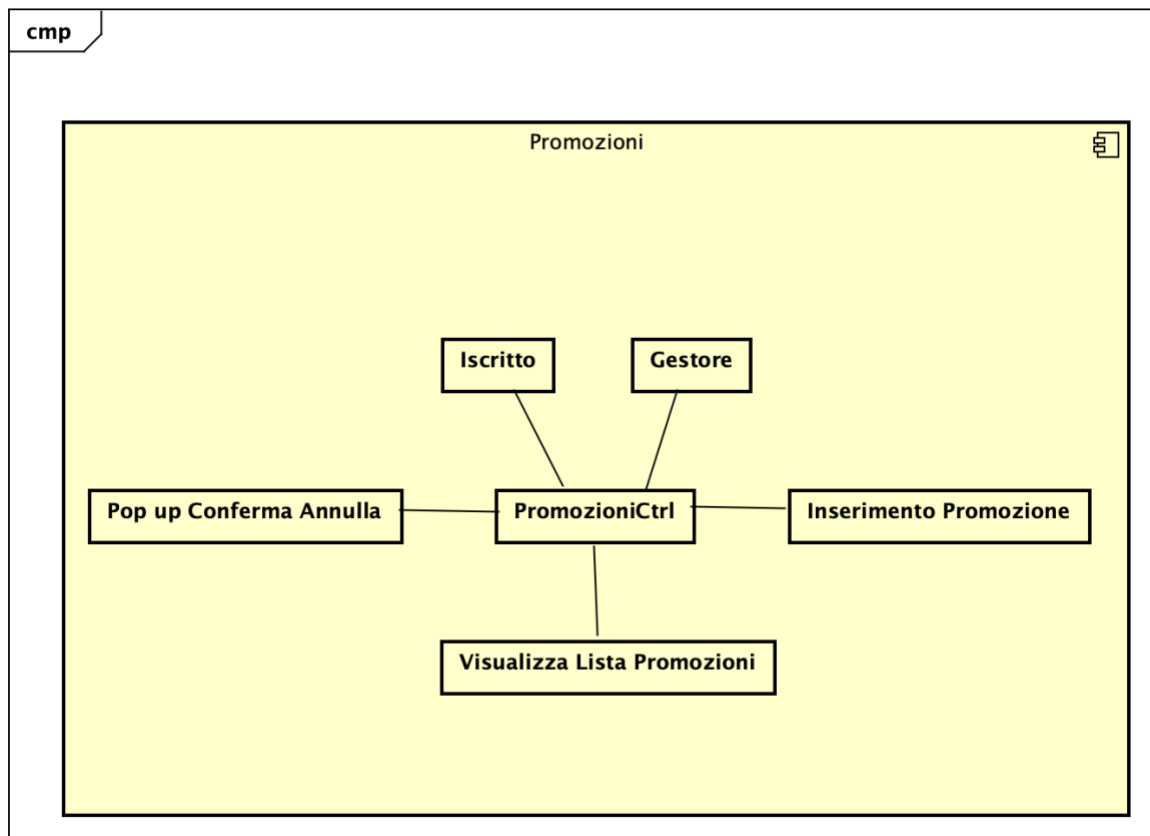 cmp
Promozioni
Iscritto
Gestore
Pop up Conferma Annulla
PromozioniCtrl
Inserimento Promozione
Visualizza Lista Promozioni